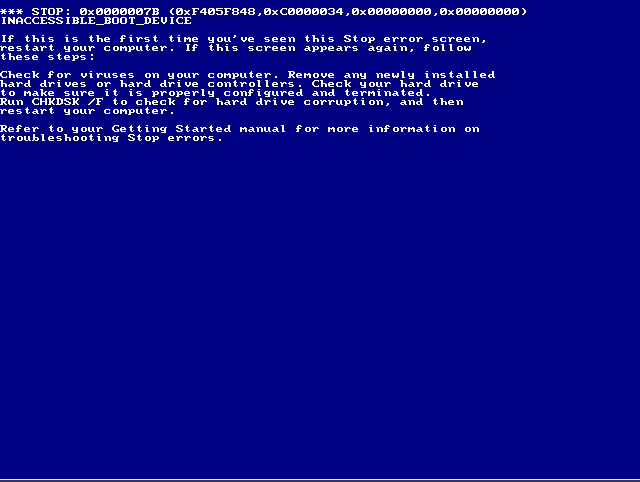 *** STOP: 0x0000007B (0xF405F848,0xC0000034,0x00000000,0x00000000)
INACCESSIBLE_BOOT_DEVICE
If this is the first time you've seen this Stop error screen,
restart your computer. If this screen appears again, follow
these steps:
Check for viruses on your computer. Remove any newly installed
hard drives or hard drive controllers. Check your hard drive
to make sure it is properly configured and terminated.
Run CHKDSK /F to check for hard drive corruption, and then
restart your computer.
Refer to your Getting Started manual for more information on
troubleshooting Stop errors.